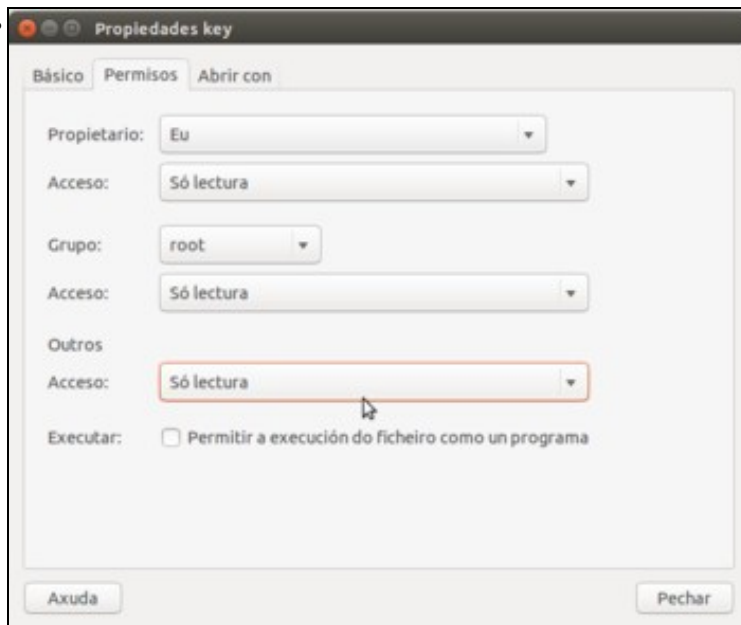 Propiedades key
Básico Permisos Abrir con
Propietario: Eu
Acceso: Só lectura
Grupo: root
Acceso: Só lectura
Outros
Acceso: Só lectura
Executar: Permitir a execución do ficheiro como un programa
Axuda Pechar